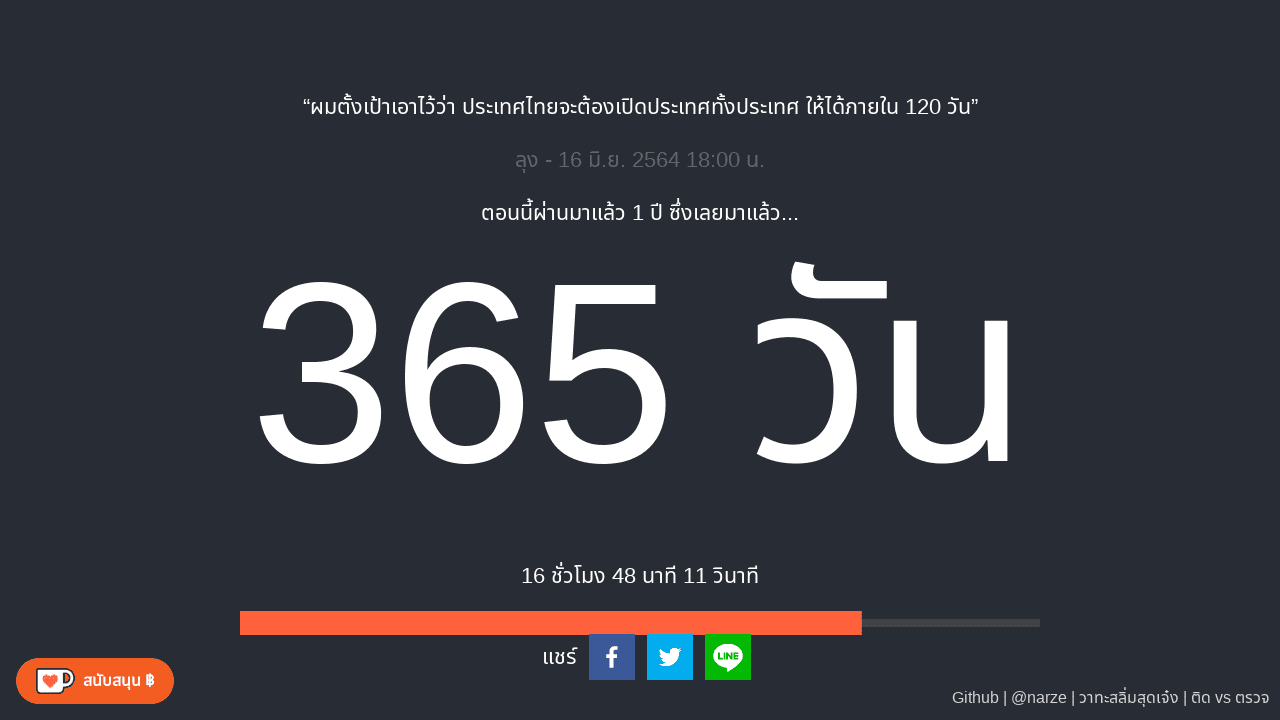 “ผมตั้งเป้าเอาไว้ว่า ประเทศไทยจะต้องเปิดประเทศทั้งประเทศ ให้ได้ภายใน 120 วัน”
ลุง - 16 มิ.ย. 2564 18:00 น.
ตอนนี้ผ่านมาแล้ว 1 ปี ซึ่งเลยมาแล้ว...
365 วัน
16 ชั่วโมง 48 นาที 11 วินาที
แชร์
LINE
สนับสนุน ฿
Github | @narze | วาทะสลิ่มสุดเจ๋ง | ติด vs ตรวจ